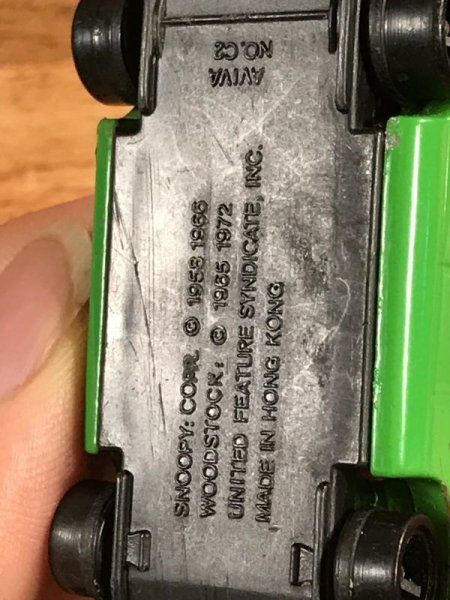 AVIVA
NO.C2
SNOOPY: COPR. © 1958 1966
WOODSTOCK: © 1965 1972
UNITED FEATURE SYNDICATE, INC.
MADE IN HONG KONG